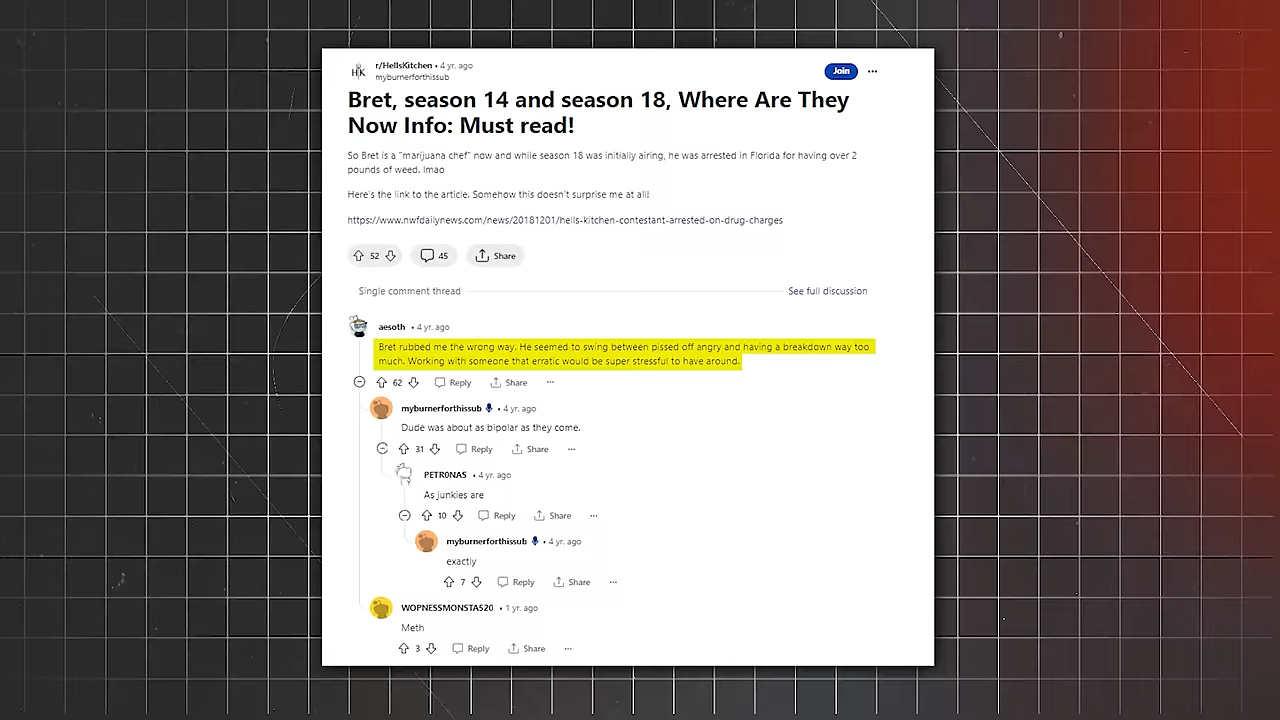 HK
r/HellsKitchen • 4 yr. ago
myburnerforthissub
Join
Bret, season 14 and season 18, Where Are They
Now Info: Must read!
So Bret is a "marijuana chef" now and while season 18 was initially airing, he was arrested in Florida for having over 2
pounds of weed. lmao
Here's the link to the article. Somehow this doesn't surprise me at all!
https://www.nwfdailynews.com/news/20181201/hells-kitchen-contestant-arrested-on-drug-charges
52 45 Share
Single comment thread See full discussion
aesoth • 4 yr. ago
Bret rubbed me the wrong way. He seemed to swing between pissed off angry and having a breakdown way too
much. Working with someone that erratic would be super stressful to have around.
62 Reply Share ...
myburnerforthissub • 4 yr. ago
Dude was about as bipolar as they come.
31 Reply Share ...
PETR0NAS • 4 yr. ago
As junkies are
10 Reply Share ...
myburnerforthissub • 4 yr. ago
exactly
7 Reply Share ...
WOPNESSMONSTA520 • 1 yr. ago
Meth
3 Reply Share ...